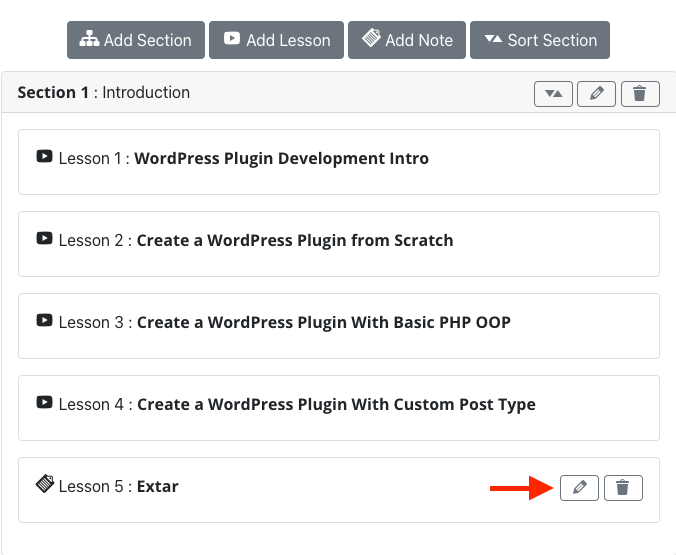 Add Section Add Lesson Add Note Sort Section
Section 1 : Introduction
Lesson 1 : WordPress Plugin Development Intro
Lesson 2 : Create a WordPress Plugin from Scratch
Lesson 3 : Create a WordPress Plugin With Basic PHP OOP
Lesson 4 : Create a WordPress Plugin With Custom Post Type
Lesson 5 : Extar